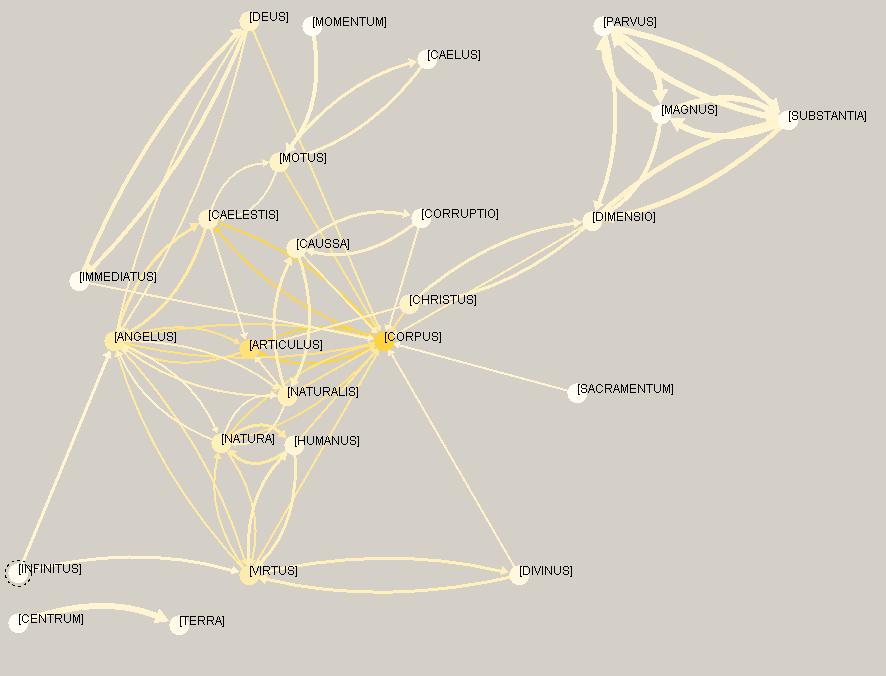 [DEUS]
[MOMENTUM]
[PARVUS]
[CAELUS]
[MAGNUS]
[SUBSTANTIA]
[MOTUS]
[CAELESTIS]
[CORRUPTIO]
[DIMENSIO]
[CAUSSA]
[IMMEDIATUS]
[CHRISTUS]
[ANGELUS]
[ARTICULUS]
[CORPUS]
[NATURALIS]
[SACRAMENTUM]
[NATURA]
[HUMANUS]
[INFINITUS]
[VIRTUS]
[DIVINUS]
[CENTRUM]
[TERRA]